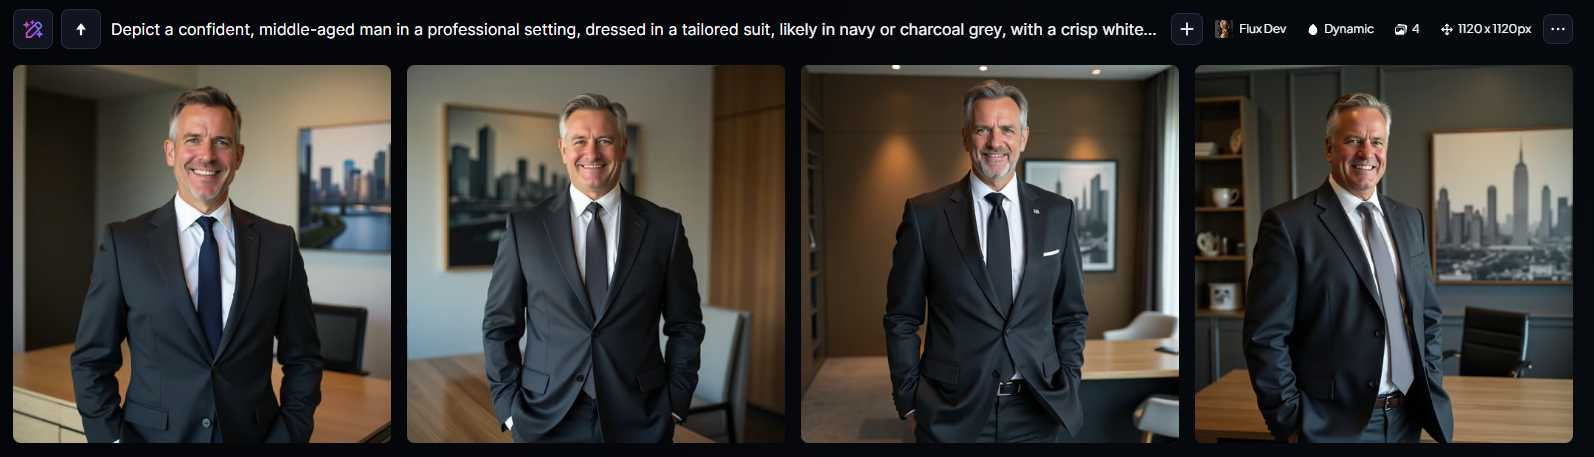 Depict a confident, middle-aged man in a professional setting, dressed in a tailored suit, likely in navy or charcoal grey, with a crisp white... Flux Dev Dynamic 4 1120 x 1120px